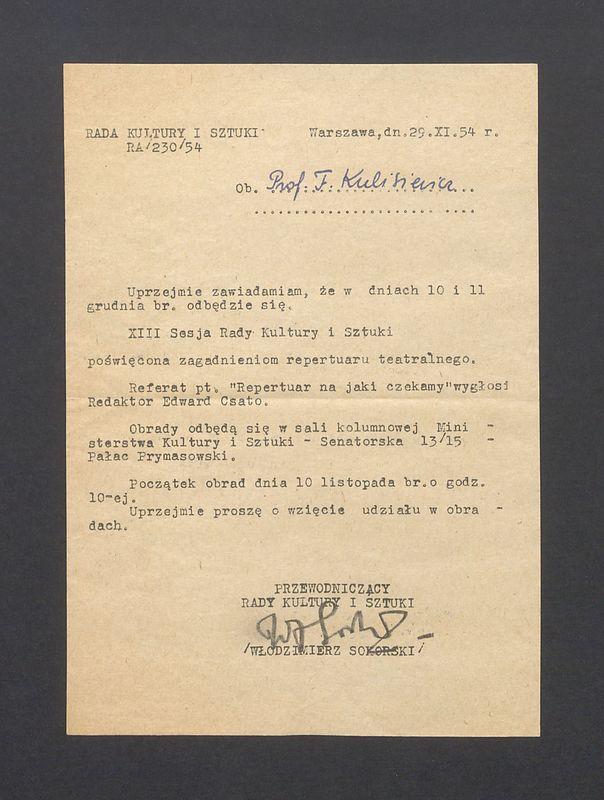 RADA KULTURY I SZTUKI Warszawa,dn.29.XI.54 r.
RA/230/54
Ob. Prof. F. Kulisiewicz...
......................... ....
Uprzejmie zawiadamiam, że w dniach 10 i 11
grudnia br. odbędzie się.
XIII Sesja Rady Kultury i Sztuki
poświęcona zagadnieniom repertuaru teatralnego.
Referat pt. "Repertuar na jaki czekamy"wygłosi
Redaktor Edward Csato.
Obrady odbędą się w sali kolumnowej Mini -
sterstwa Kultury i Sztuki - Senatorska 13/15 -
Pałac Prymasowski.
Początek obrad dnia 10 listopada br.o godz.
10-ej.
Uprzejmie proszę o wzięcie udziału w obra -
dach.
PRZEWODNICZĄCY
RADY KULTURY I SZTUKI
/WŁODZIMIERZ SOKORSKI/